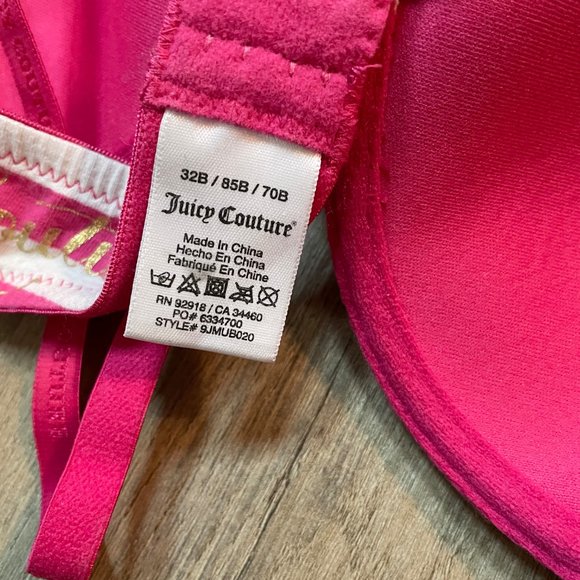 32B / 85B / 70B
Juicy Couture®
Made In China
Hecho En China
Fabriqué En Chine
RN 92918 / CA 34460
PO# 6334700
STYLE# 9JMUB020